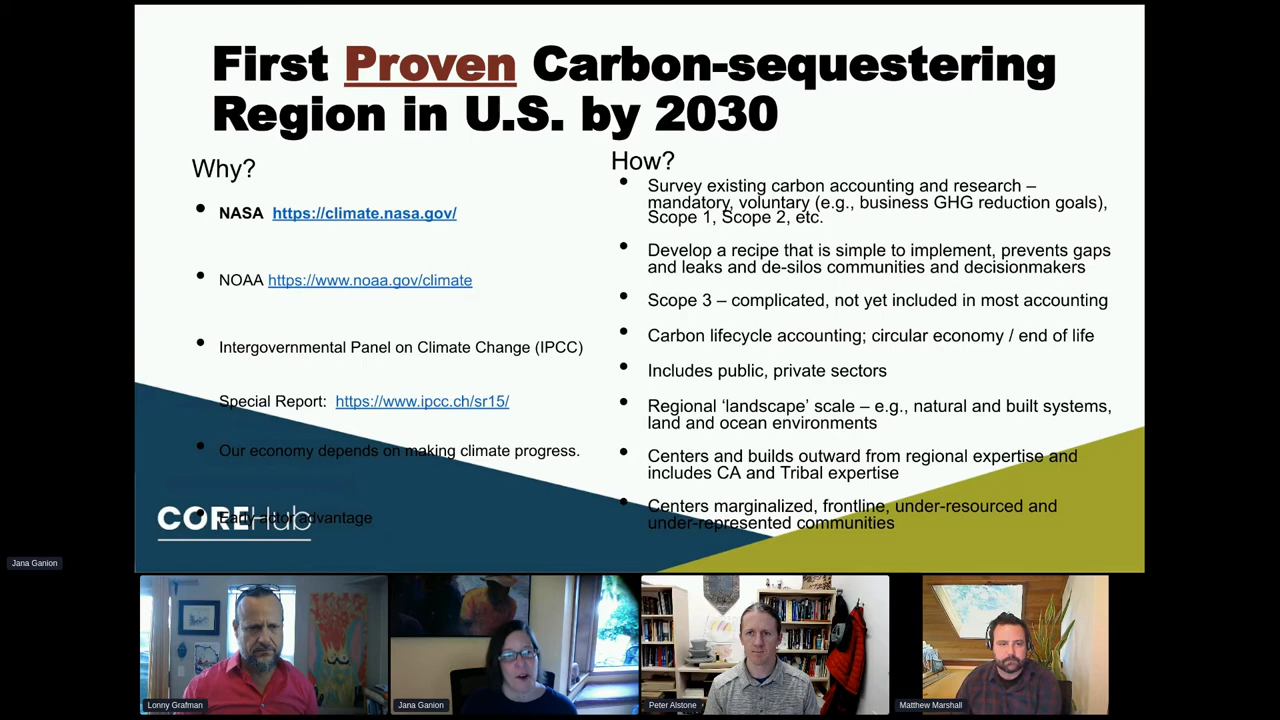 First Proven Carbon-sequestering
Region in U.S. by 2030
Why?
NASA https://climate.nasa.gov/
NOAA https://www.noaa.gov/climate
Intergovernmental Panel on Climate Change (IPCC)
Special Report: https://www.ipcc.ch/sr15/
Our economy depends on making climate progress.
Early actor advantage
COREHub
How?
Survey existing carbon accounting and research –
mandatory, voluntary (e.g., business GHG reduction goals),
Scope 1, Scope 2, etc.
Develop a recipe that is simple to implement, prevents gaps
and leaks and de-silos communities and decisionmakers
Scope 3 – complicated, not yet included in most accounting
Carbon lifecycle accounting; circular economy / end of life
Includes public, private sectors
Regional ‘landscape’ scale – e.g., natural and built systems,
land and ocean environments
Centers and builds outward from regional expertise and
includes CA and Tribal expertise
Centers marginalized, frontline, under-resourced and
under-represented communities
Jana Ganion
Lonny Grafman
Jana Ganion
Peter Alstone
Matthew Marshall